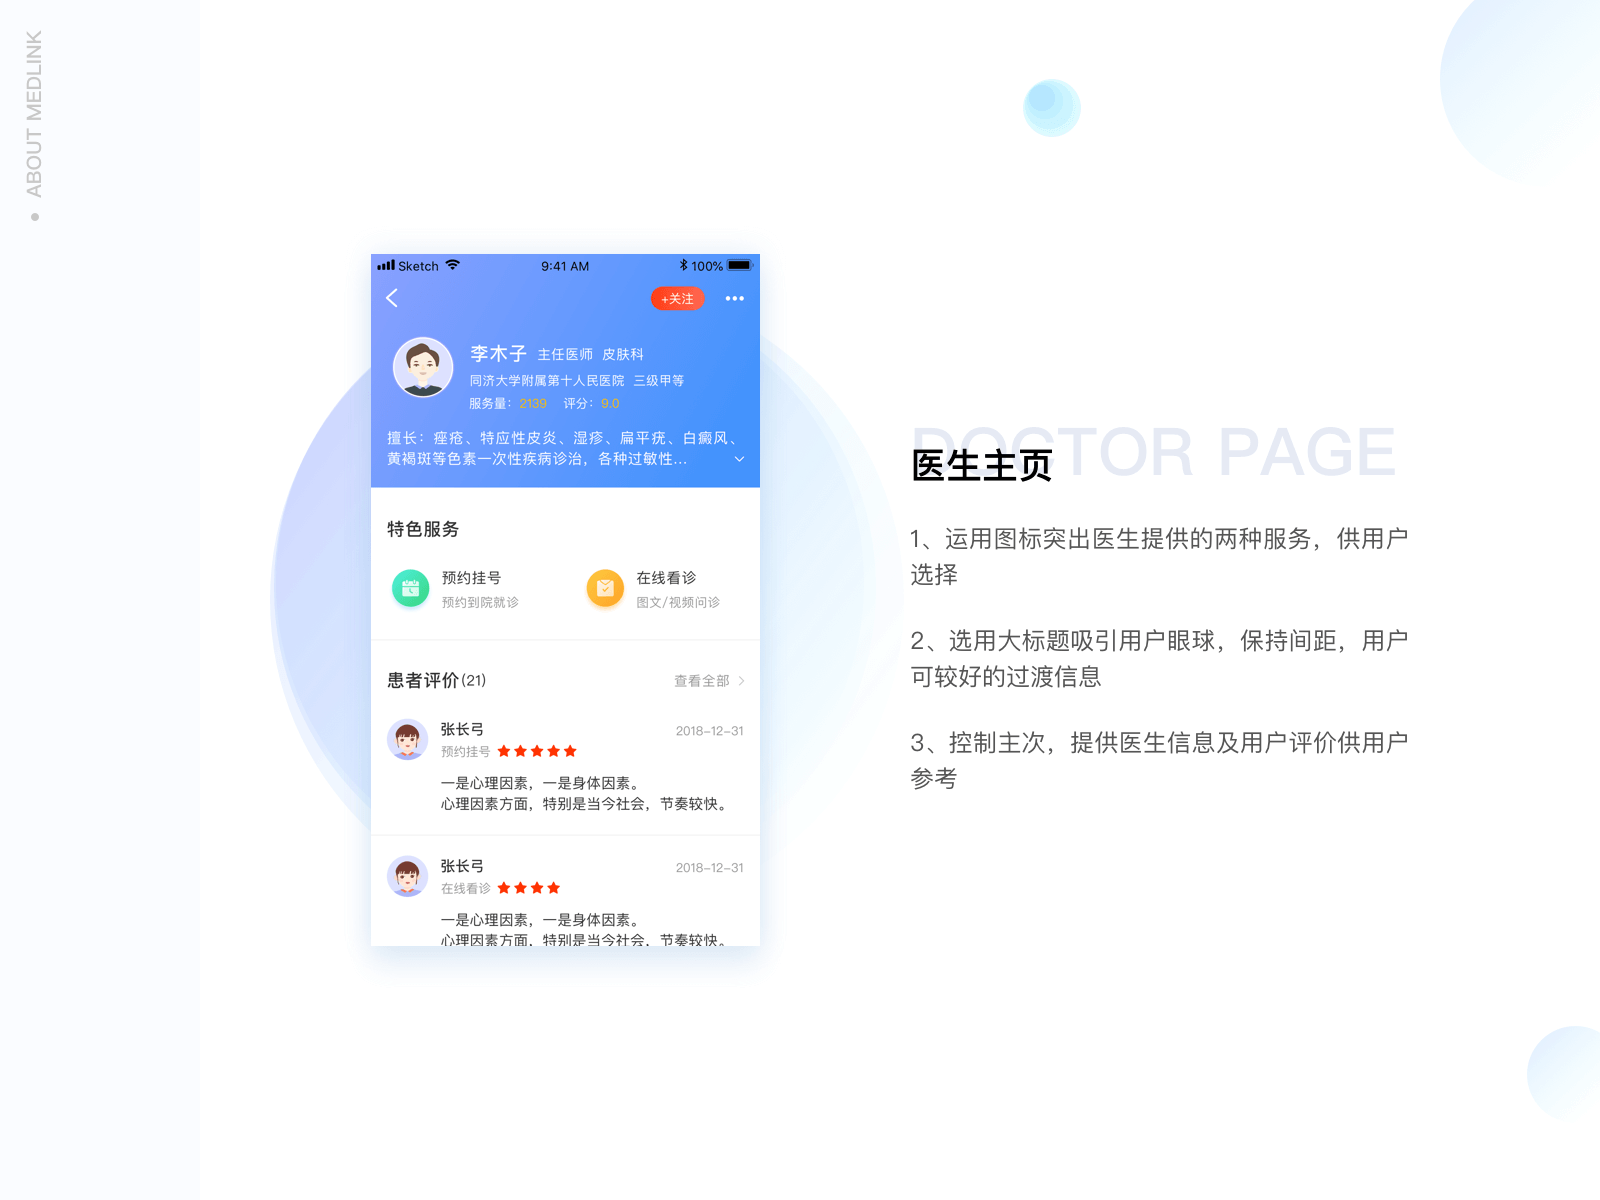 ABOUT MEDLINK
Sketch 9:41 AM 100%
+关注
李木子 主任医师 皮肤科
同济大学附属第十人民医院 三级甲等
服务量：2139 评分：9.0
擅长：痤疮、特应性皮炎、湿疹、扁平疣、白癜风、
黄褐斑等色素一次性疾病诊治，各种过敏性...
特色服务
预约挂号
预约到院就诊
在线看诊
图文/视频问诊
患者评价(21) 查看全部
张长弓 2018-12-31
预约挂号
一是心理因素，一是身体因素。
心理因素方面，特别是当今社会，节奏较快。
张长弓 2018-12-31
在线看诊
一是心理因素，一是身体因素。
心理因素方面，特别是当今社会，节奏较快。
DOCTOR PAGE
医生主页
1、运用图标突出医生提供的两种服务，供用户
选择
2、选用大标题吸引用户眼球，保持间距，用户
可较好的过渡信息
3、控制主次，提供医生信息及用户评价供用户
参考